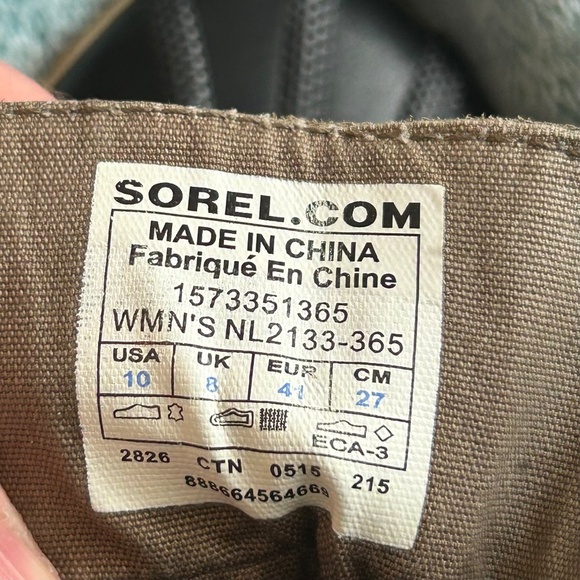 SOREL.COM
MADE IN CHINA
Fabriqué En Chine
1573351365
WMN'S NL2133-365
USA UK EUR CM
10 8 41 27
ECA-3
2826 CTN 0515 215
888664564669